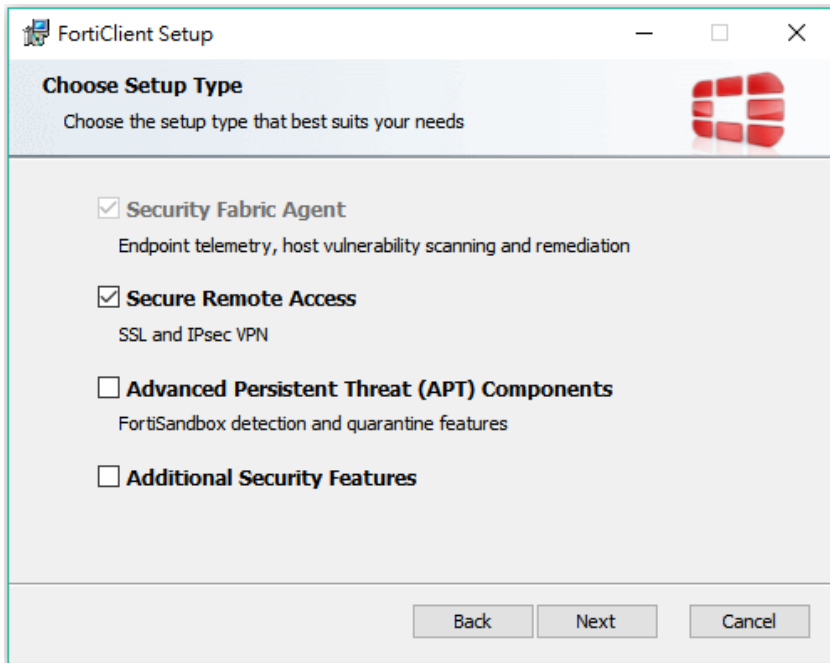 FortiClient Setup
Choose Setup Type
Choose the setup type that best suits your needs
Security Fabric Agent
Endpoint telemetry, host vulnerability scanning and remediation
Secure Remote Access
SSL and IPsec VPN
Advanced Persistent Threat (APT) Components
FortiSandbox detection and quarantine features
Additional Security Features
Back Next Cancel